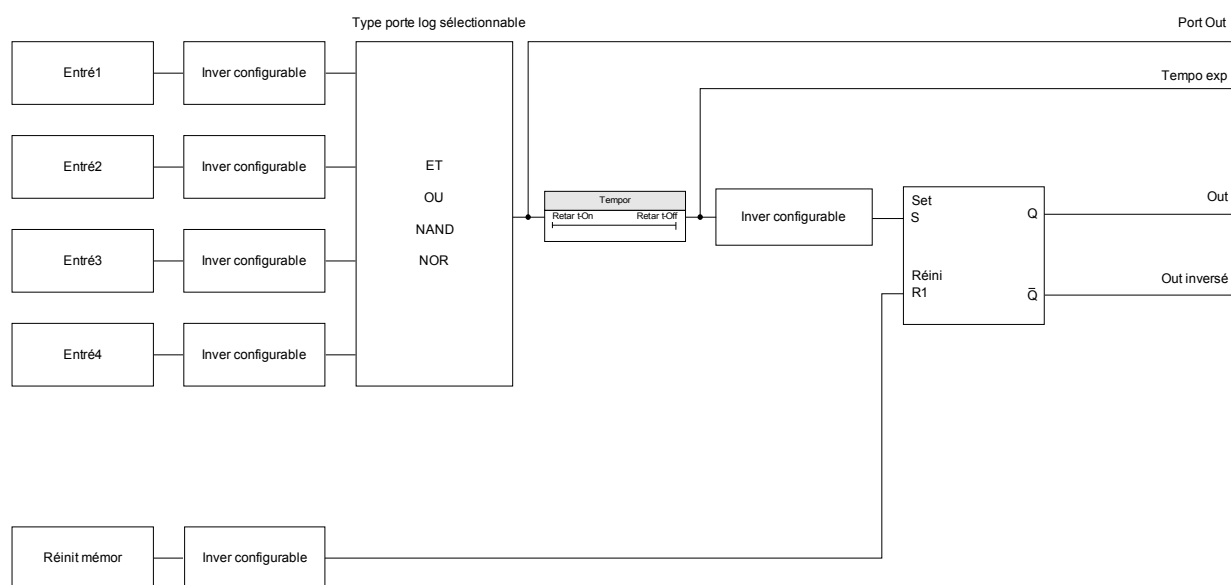 Type porte log sélectionnable
Port Out
Entré1
Inver configurable
Tempo exp
Entré2
Inver configurable
ET
OU
NAND
NOR
Tempor
Retar t-On
Retar t-Off
Inver configurable
Set
S
Q
Out
Entré3
Inver configurable
Réini
R1
Q̅
Out inversé
Entré4
Inver configurable
Réinit mémor
Inver configurable